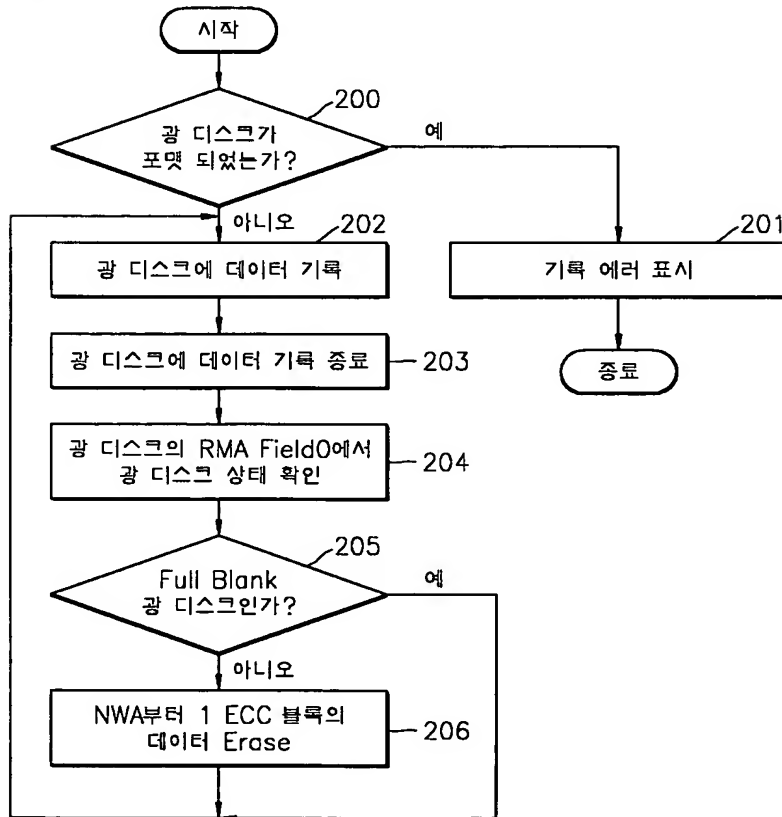 시작
200
광 디스크가
포맷 되었는가?
예
아니오
202
201
광 디스크에 데이터 기록
기록 에러 표시
광 디스크에 데이터 기록 종료
203
종료
광 디스크의 RMA Field0에서
광 디스크 상태 확인
204
205
Full Blank
광 디스크인가?
예
아니오
NWA부터 1 ECC 블록의
데이터 Erase
206